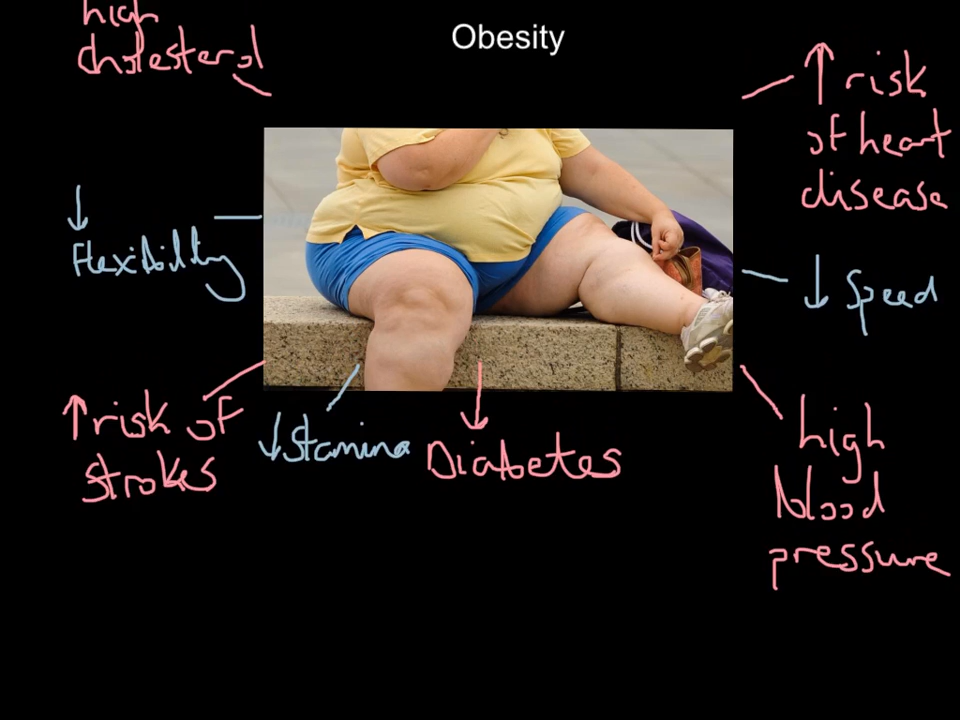 Obesity
high
cholesterol
↑ risk
of heart
disease
↓
Flexibility
↓ Speed
↑ risk of
strokes
↓ Stamina
Diabetes
high
blood
pressure